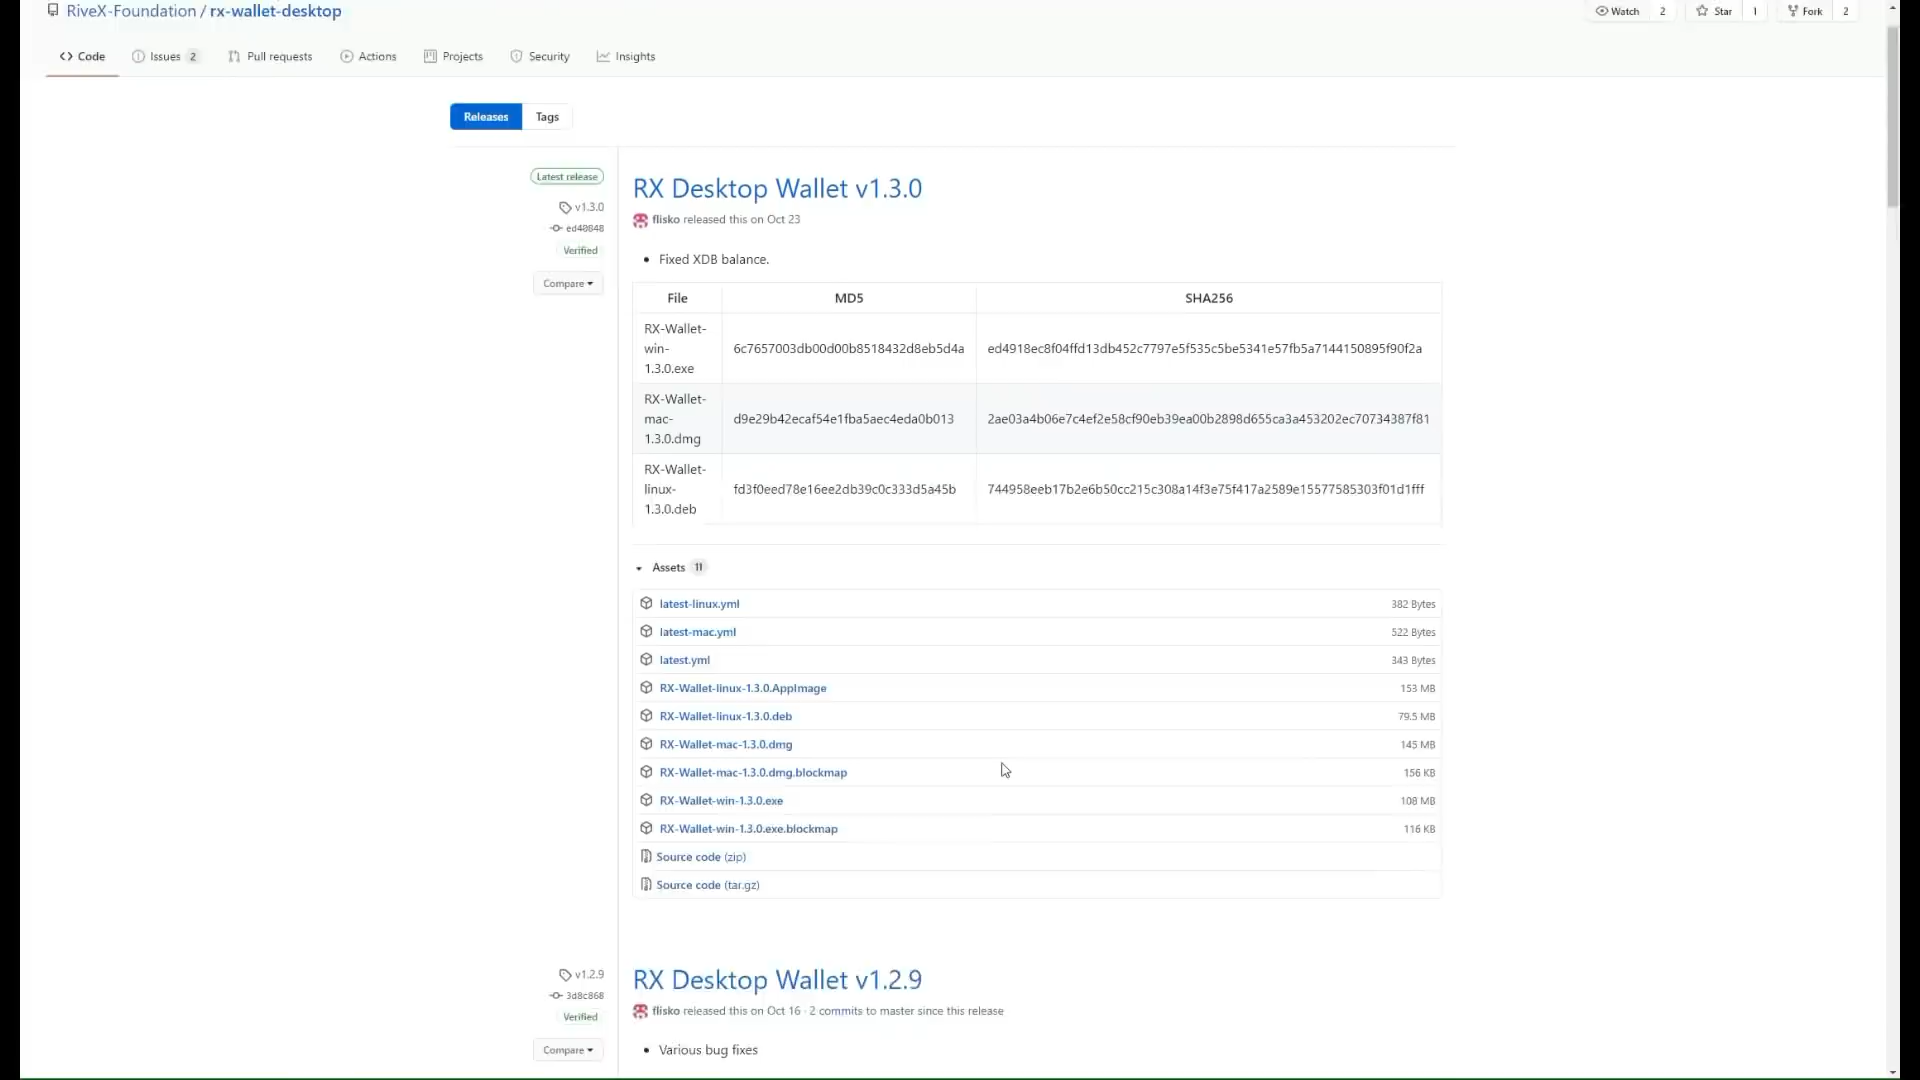 RiveX-Foundation / rx-wallet-desktop
Watch 2 Star 1 Fork 2
Code Issues 2 Pull requests Actions Projects Security Insights
Releases Tags
Latest release
v1.3.0
ed40848
Verified
Compare
RX Desktop Wallet v1.3.0
flisko released this on Oct 23
Fixed XDB balance.
File MD5 SHA256
RX-Wallet-
win-
1.3.0.exe
6c7657003db00d00b8518432d8eb5d4a ed4918ec8f04ffd13db452c7797e5f535c5be5341e57fb5a7144150895f90f2a
RX-Wallet-
mac-
1.3.0.dmg
d9e29b42ecaf54e1fba5aec4eda0b013 2ae03a4b06e7c4ef2e58cf90eb39ea00b2898d655ca3a453202ec70734387f81
RX-Wallet-
linux-
1.3.0.deb
fd3f0eed78e16ee2db39c0c333d5a45b 744958eeb17b2e6b50cc215c308a14f3e75f417a2589e15577585303f01d1fff
Assets 11
latest-linux.yml 382 Bytes
latest-mac.yml 522 Bytes
latest.yml 343 Bytes
RX-Wallet-linux-1.3.0.AppImage 153 MB
RX-Wallet-linux-1.3.0.deb 79.5 MB
RX-Wallet-mac-1.3.0.dmg 145 MB
RX-Wallet-mac-1.3.0.dmg.blockmap 156 KB
RX-Wallet-win-1.3.0.exe 108 MB
RX-Wallet-win-1.3.0.exe.blockmap 116 KB
Source code (zip)
Source code (tar.gz)
v1.2.9
3d8c868
Verified
Compare
RX Desktop Wallet v1.2.9
flisko released this on Oct 16 · 2 commits to master since this release
Various bug fixes